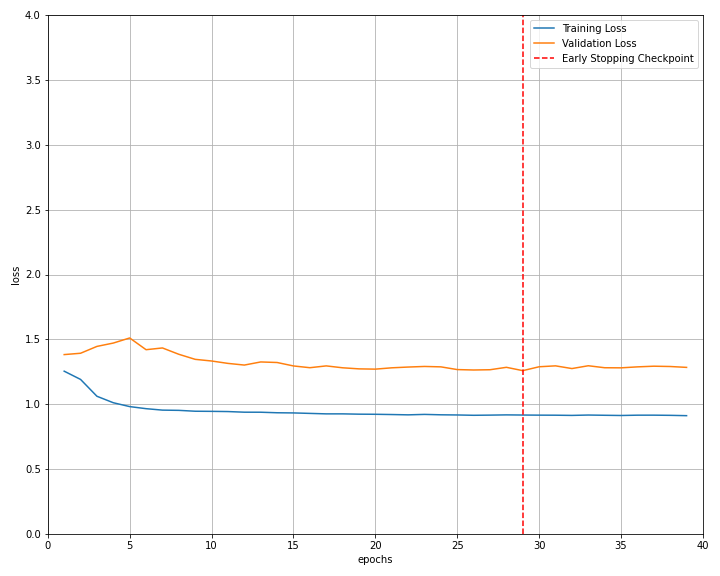 4.0
3.5
3.0
2.5
2.0
1.5
1.0
0.5
0.0
loss
0 5 10 15 20 25 30 35 40
epochs
Training Loss
Validation Loss
Early Stopping Checkpoint